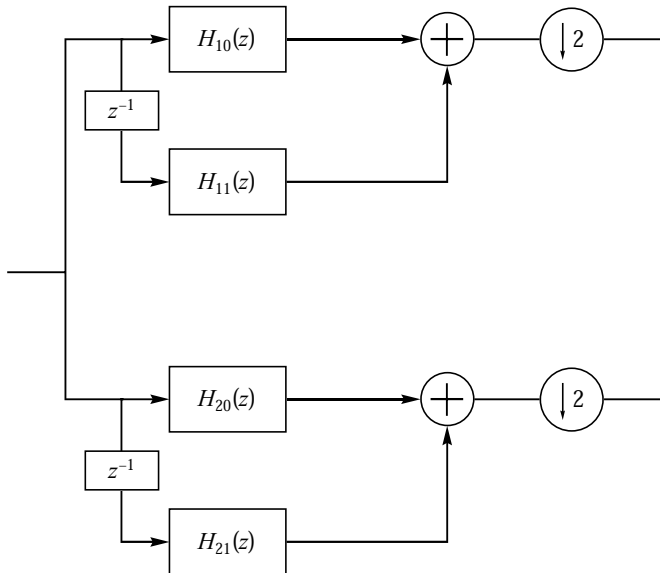 H₁₀(z)
↓ 2
z⁻¹
H₁₁(z)
H₂₀(z)
↓ 2
z⁻¹
H₂₁(z)